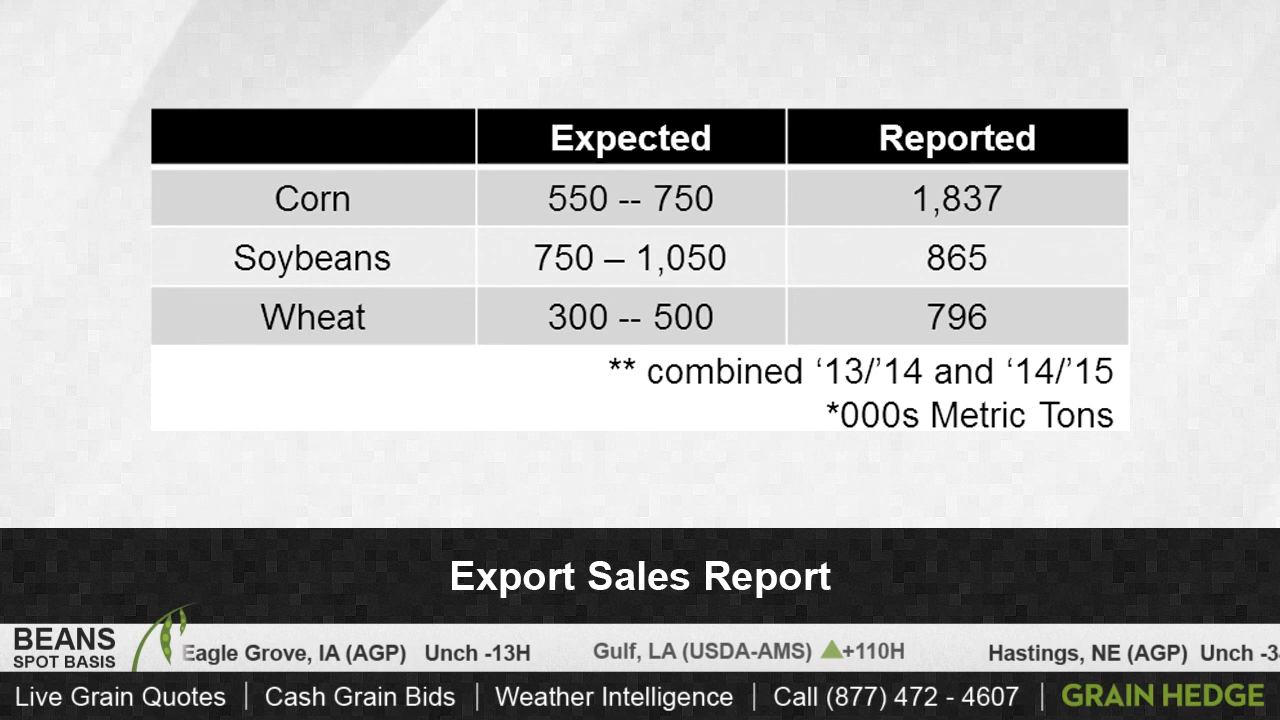 Expected Reported
Corn 550 -- 750 1,837
Soybeans 750 – 1,050 865
Wheat 300 -- 500 796
** combined ‘13/’14 and ‘14/’15
*000s Metric Tons
Export Sales Report
BEANS
SPOT BASIS
Eagle Grove, IA (AGP) Unch -13H Gulf, LA (USDA-AMS) ▲+110H Hastings, NE (AGP) Unch -3
Live Grain Quotes | Cash Grain Bids | Weather Intelligence | Call (877) 472 - 4607 | GRAIN HEDGE